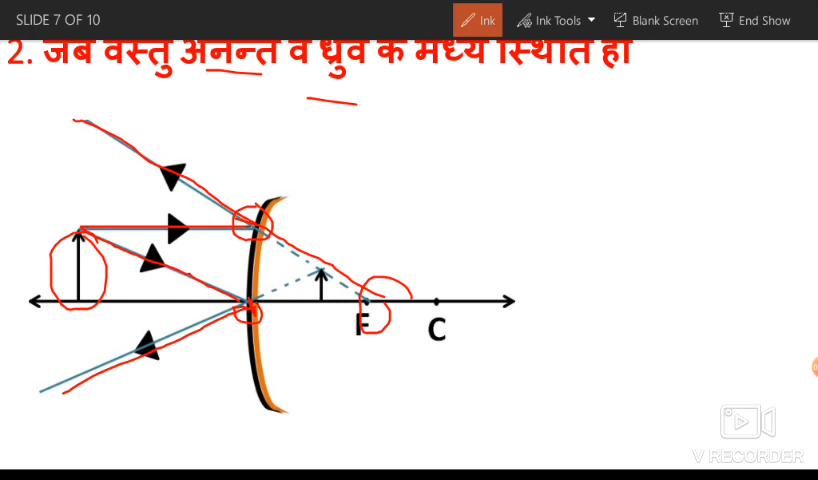 SLIDE 7 OF 10
Ink
Ink Tools
Blank Screen
End Show
2. जब वस्तु अनन्त व ध्रुव के मध्य स्थित हो
F
C
V RECORDER